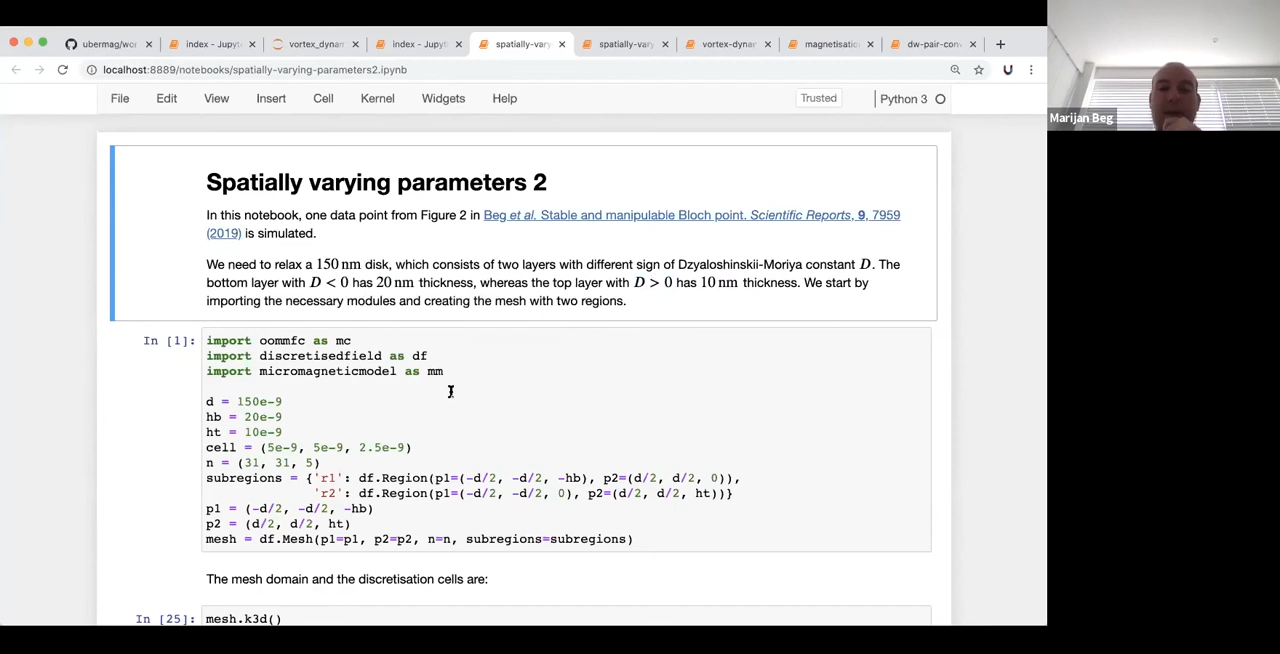 ubermag/wor
index - Jupyt
vortex_dynam
index - Jupyt
spatially-vary
spatially-vary
vortex-dynam
magnetisatio
dw-pair-conv
localhost:8889/notebooks/spatially-varying-parameters2.ipynb
File Edit View Insert Cell Kernel Widgets Help Trusted Python 3
Marijan Beg
Spatially varying parameters 2
In this notebook, one data point from Figure 2 in Beg et al. Stable and manipulable Bloch point. Scientific Reports, 9, 7959
(2019) is simulated.
We need to relax a 150 nm disk, which consists of two layers with different sign of Dzyaloshinskii-Moriya constant D. The
bottom layer with D < 0 has 20 nm thickness, whereas the top layer with D > 0 has 10 nm thickness. We start by
importing the necessary modules and creating the mesh with two regions.
In [1]: import oommfc as mc
import discretisedfield as df
import micromagneticmodel as mm
d = 150e-9
hb = 20e-9
ht = 10e-9
cell = (5e-9, 5e-9, 2.5e-9)
n = (31, 31, 5)
subregions = {'r1': df.Region(p1=(-d/2, -d/2, -hb), p2=(d/2, d/2, 0)),
'r2': df.Region(p1=(-d/2, -d/2, 0), p2=(d/2, d/2, ht))}
p1 = (-d/2, -d/2, -hb)
p2 = (d/2, d/2, ht)
mesh = df.Mesh(p1=p1, p2=p2, n=n, subregions=subregions)
The mesh domain and the discretisation cells are:
In [25]: mesh.k3d()